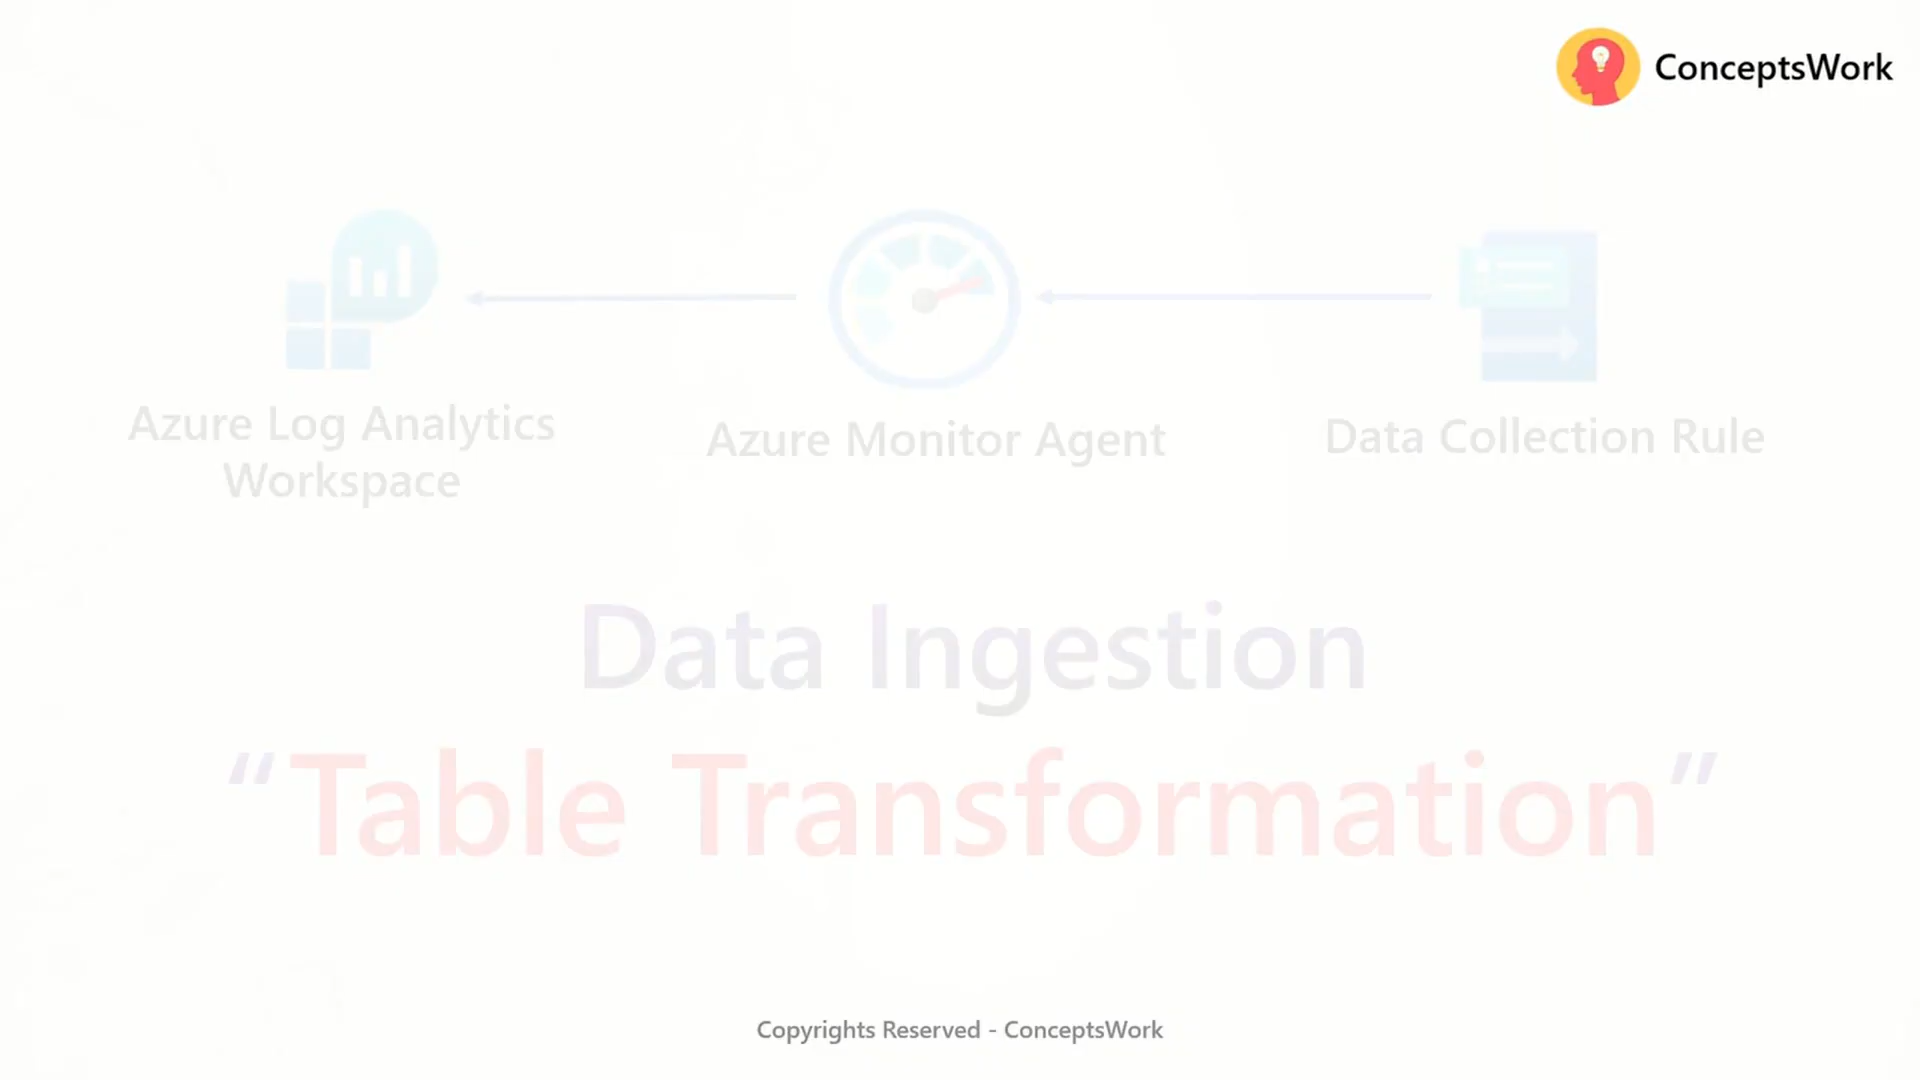 ConceptsWork
Azure Log Analytics
Workspace
Azure Monitor Agent
Data Collection Rule
Data Ingestion
“Table Transformation”
Copyrights Reserved - ConceptsWork